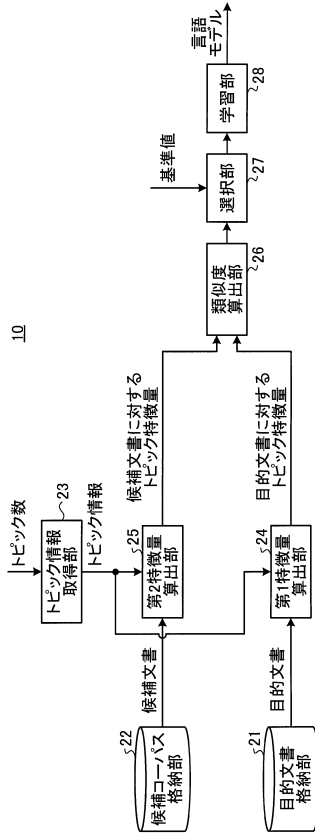 10
トピック数
トピック情報
取得部
23
トピック情報
候補コーパス
格納部
22
候補文書
第2特徴量
算出部
25
候補文書に対する
トピック特徴量
目的文書
格納部
21
目的文書
第1特徴量
算出部
24
目的文書に対する
トピック特徴量
類似度
算出部
26
基準値
選択部
27
学習部
28
言語
モデル